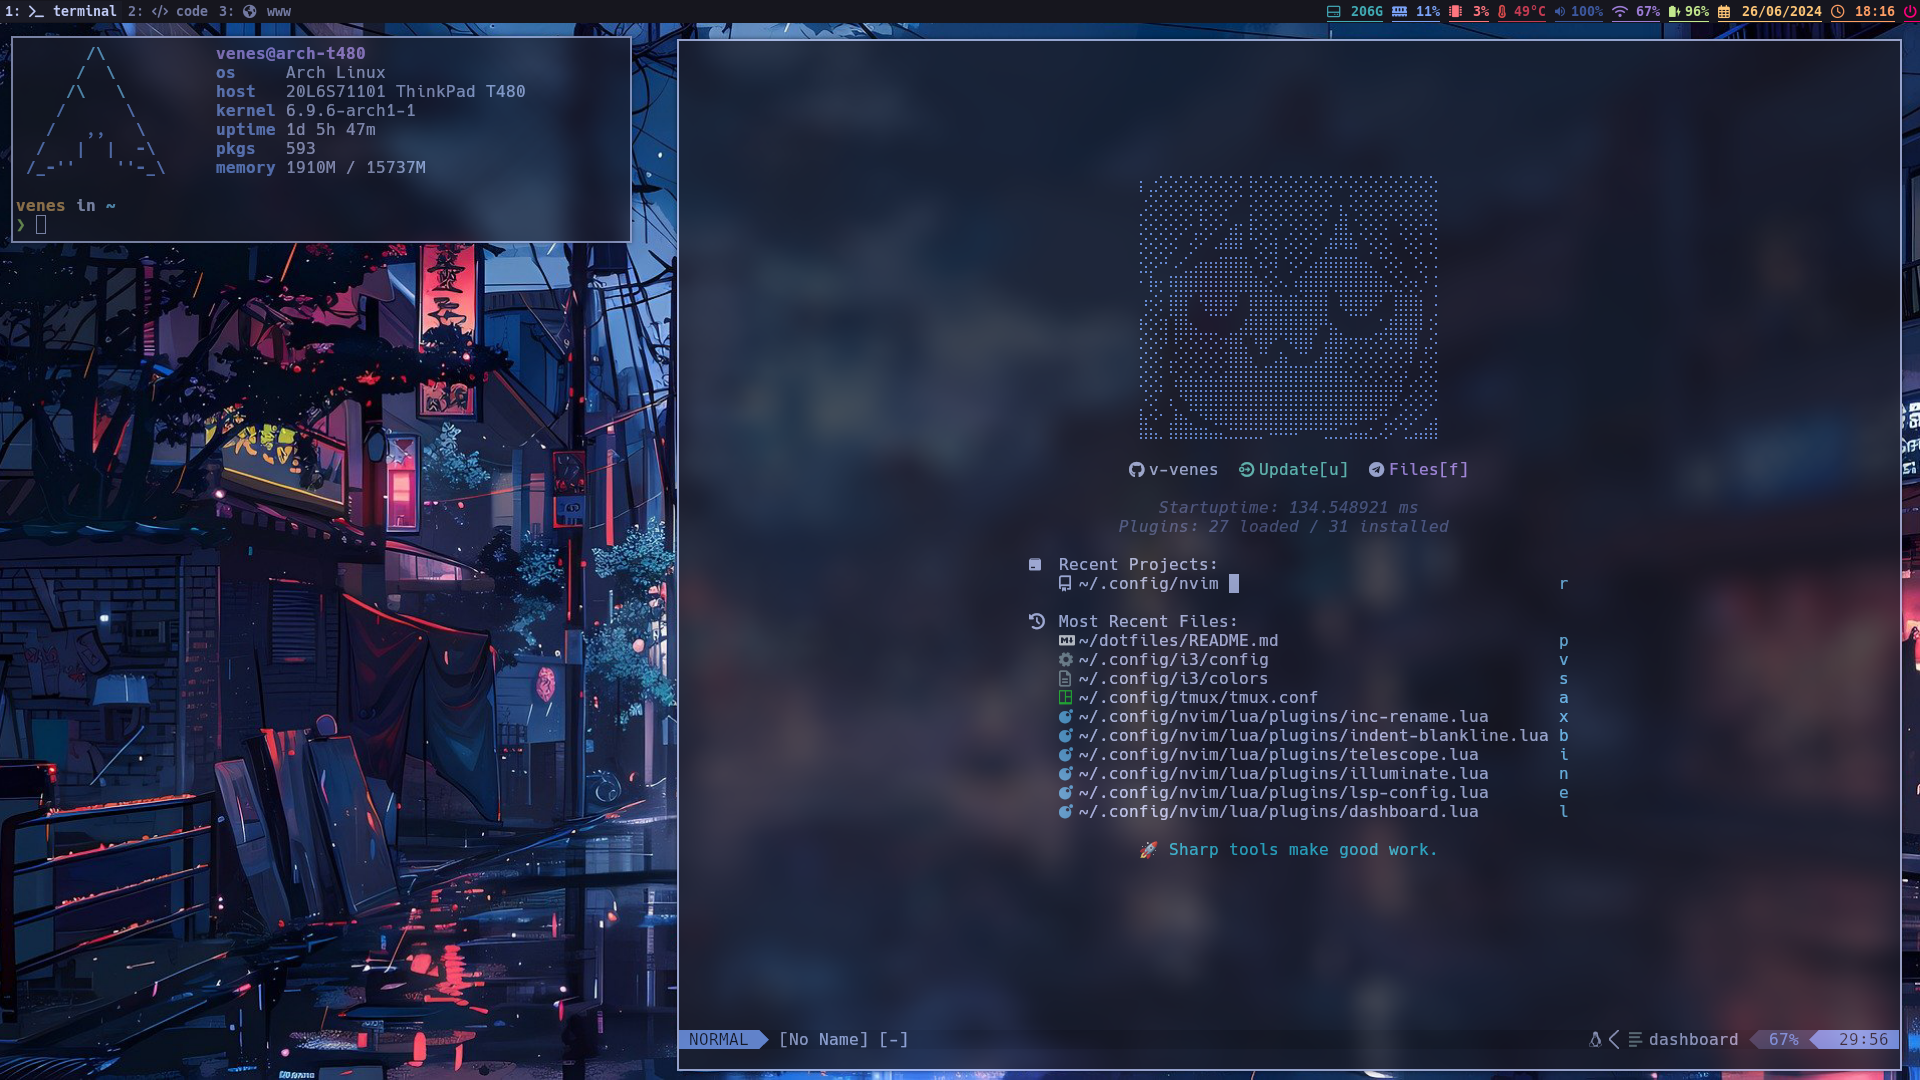 1: terminal 2: </> code 3: www
206G 11% 3% 49°C 100% 67% 96% 26/06/2024 18:16
venes@arch-t480
os Arch Linux
host 20L6S71101 ThinkPad T480
kernel 6.9.6-arch1-1
uptime 1d 5h 47m
pkgs 593
memory 1910M / 15737M
venes in ~
❯
v-venes Update[u] Files[f]
Startuptime: 134.548921 ms
Plugins: 27 loaded / 31 installed
Recent Projects:
~/.config/nvim r
Most Recent Files:
~/dotfiles/README.md p
~/.config/i3/config v
~/.config/i3/colors s
~/.config/tmux/tmux.conf a
~/.config/nvim/lua/plugins/inc-rename.lua x
~/.config/nvim/lua/plugins/indent-blankline.lua b
~/.config/nvim/lua/plugins/telescope.lua i
~/.config/nvim/lua/plugins/illuminate.lua n
~/.config/nvim/lua/plugins/lsp-config.lua e
~/.config/nvim/lua/plugins/dashboard.lua l
🚀 Sharp tools make good work.
NORMAL [No Name] [-] dashboard 67% 29:56